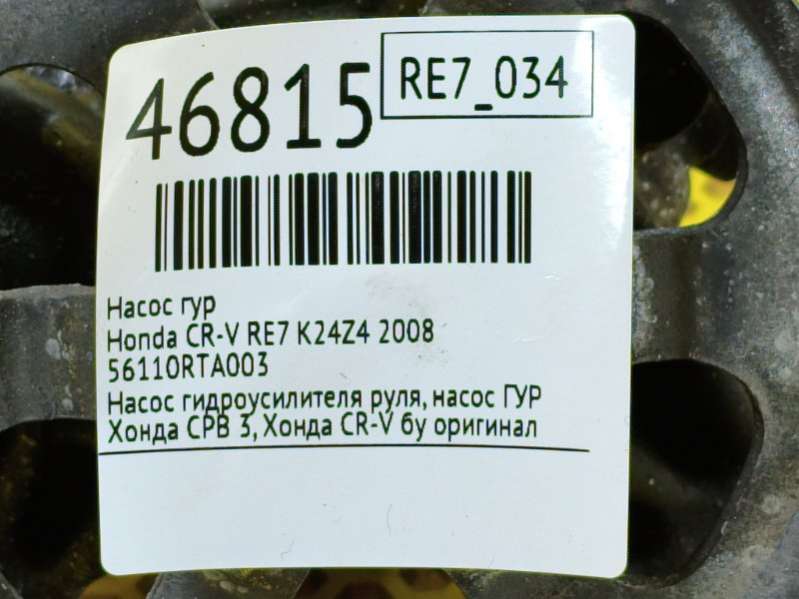 46815
RE7_034
Насос гур
Honda CR-V RE7 K24Z4 2008
56110RTA003
Насос гидроусилителя руля, насос ГУР
Хонда СРВ 3, Хонда CR-V бу оригинал